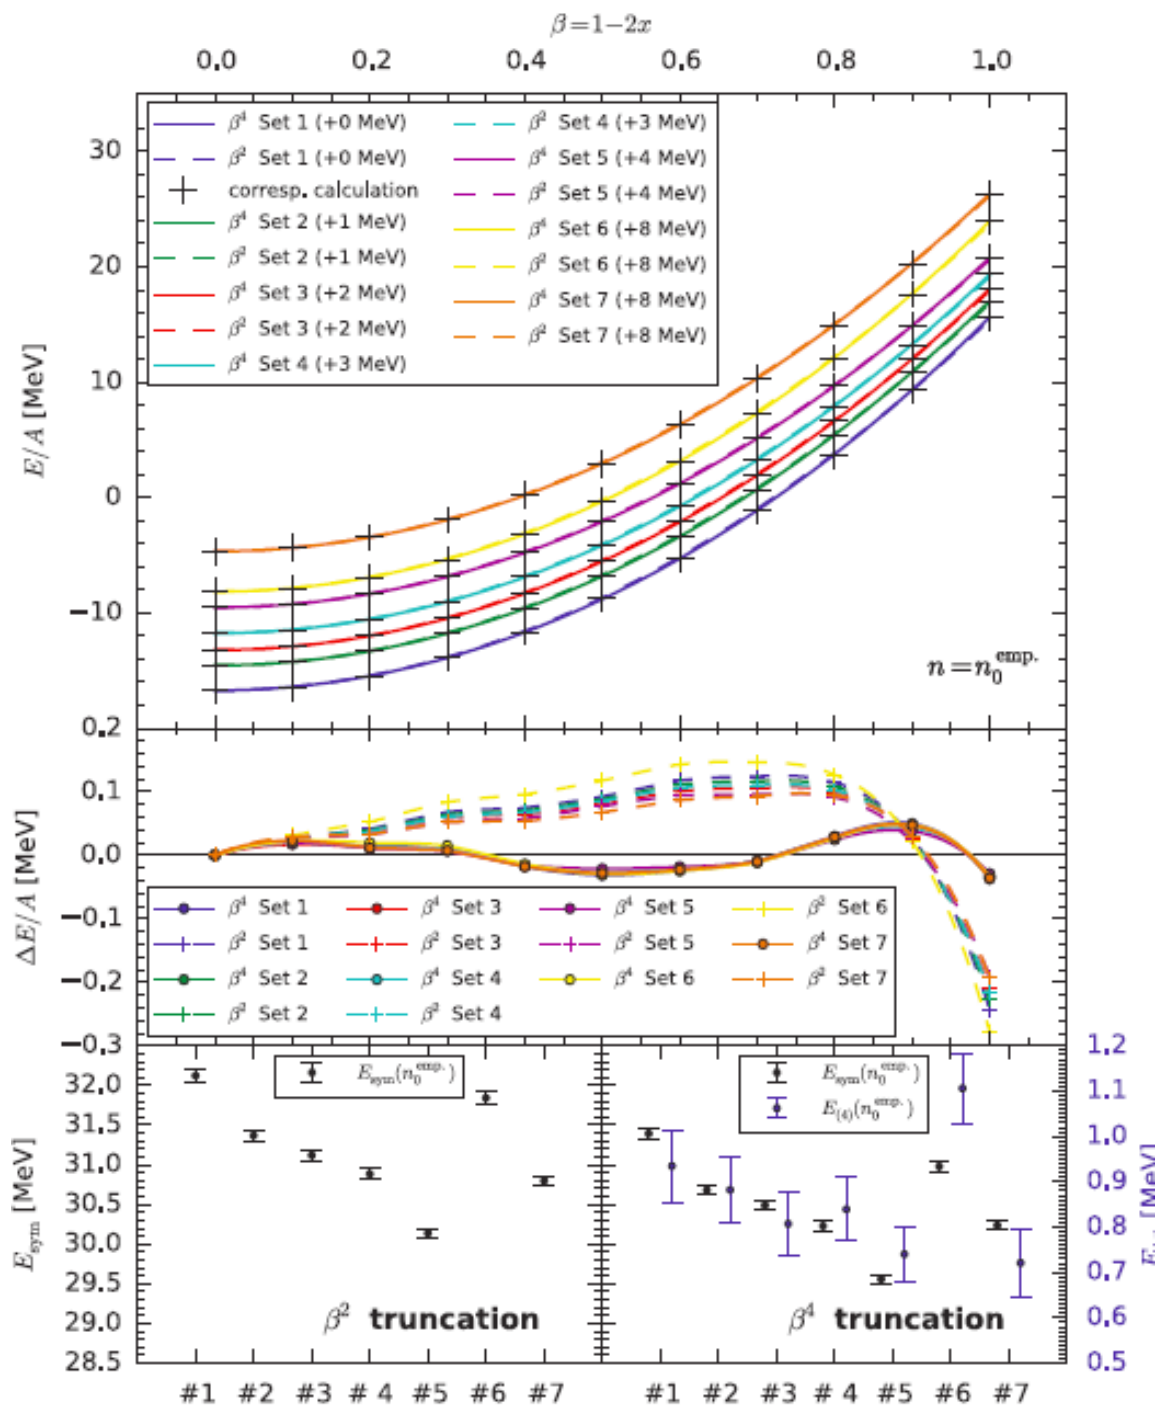 β=1−2x
0.0 0.2 0.4 0.6 0.8 1.0
β⁴ Set 1 (+0 MeV)
β² Set 1 (+0 MeV)
corresp. calculation
β⁴ Set 2 (+1 MeV)
β² Set 2 (+1 MeV)
β⁴ Set 3 (+2 MeV)
β² Set 3 (+2 MeV)
β⁴ Set 4 (+3 MeV)
β² Set 4 (+3 MeV)
β⁴ Set 5 (+4 MeV)
β² Set 5 (+4 MeV)
β⁴ Set 6 (+8 MeV)
β² Set 6 (+8 MeV)
β⁴ Set 7 (+8 MeV)
β² Set 7 (+8 MeV)
30
20
10
0
−10
E/A [MeV]
n=n₀^emp.
0.2
0.1
0.0
−0.1
−0.2
−0.3
ΔE/A [MeV]
β⁴ Set 1
β² Set 1
β⁴ Set 2
β² Set 2
β⁴ Set 3
β² Set 3
β⁴ Set 4
β² Set 4
β⁴ Set 5
β² Set 5
β⁴ Set 6
β² Set 6
β⁴ Set 7
β² Set 7
32.0
31.5
31.0
30.5
30.0
29.5
29.0
28.5
E_sym [MeV]
E_sym(n₀^emp.)
β² truncation
E_sym(n₀^emp.)
E_(4)(n₀^emp.)
β⁴ truncation
1.2
1.1
1.0
0.9
0.8
0.7
0.6
0.5
[MeV]
#1 #2 #3 # 4 #5 #6 #7
#1 #2 #3 # 4 #5 #6 #7